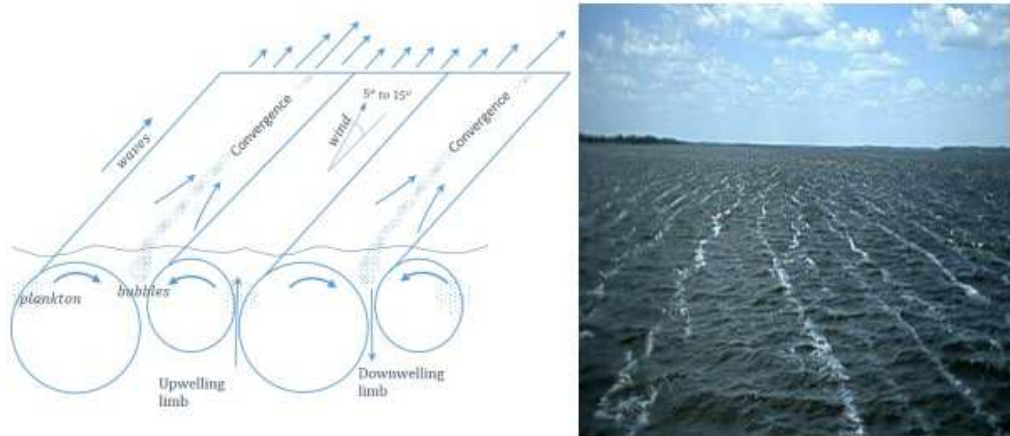 5° to 15°
wind
waves
Convergence
Convergence
plankton
bubbles
Upwelling
limb
Downwelling
limb